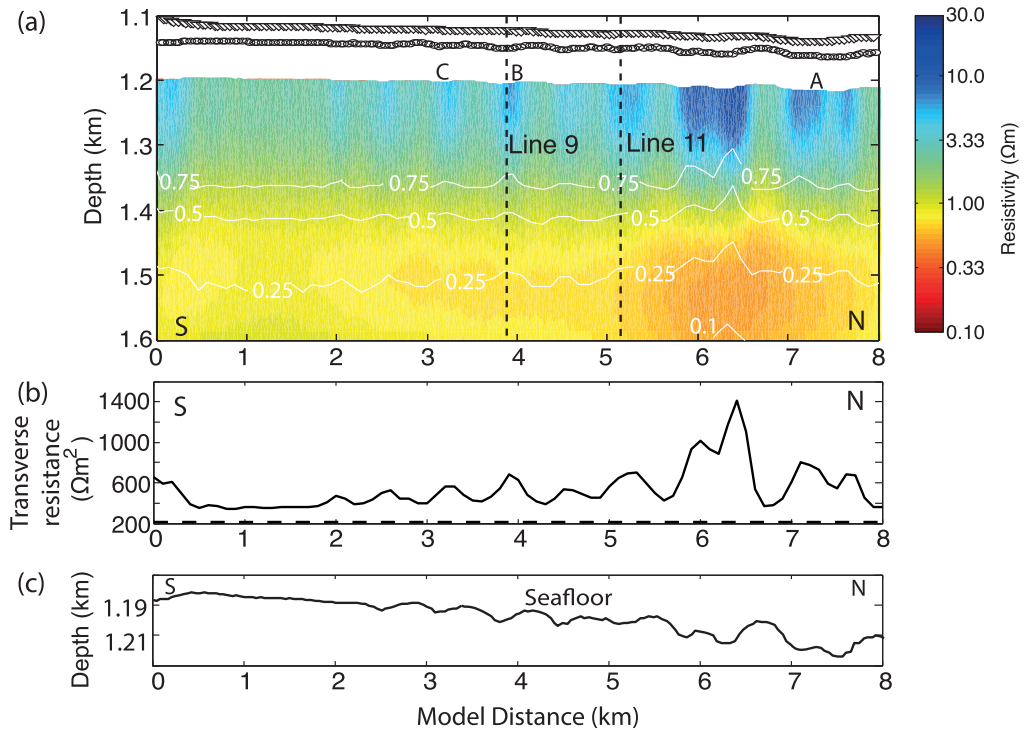 (a)
1.1
1.2
1.3
1.4
1.5
1.6
Depth (km)
C
B
A
Line 9
Line 11
0.75
0.75
0.75
0.75
0.5
0.5
0.5
0.5
0.25
0.25
0.25
0.25
0.1
S
N
0 1 2 3 4 5 6 7 8
30.0
10.0
3.33
1.00
0.33
0.10
Resistivity (Ωm)
(b)
Transverse
resistance
(Ωm²)
1400
1000
600
200
S
N
0 1 2 3 4 5 6 7 8
(c)
Depth (km)
1.19
1.21
S
Seafloor
N
0 1 2 3 4 5 6 7 8
Model Distance (km)